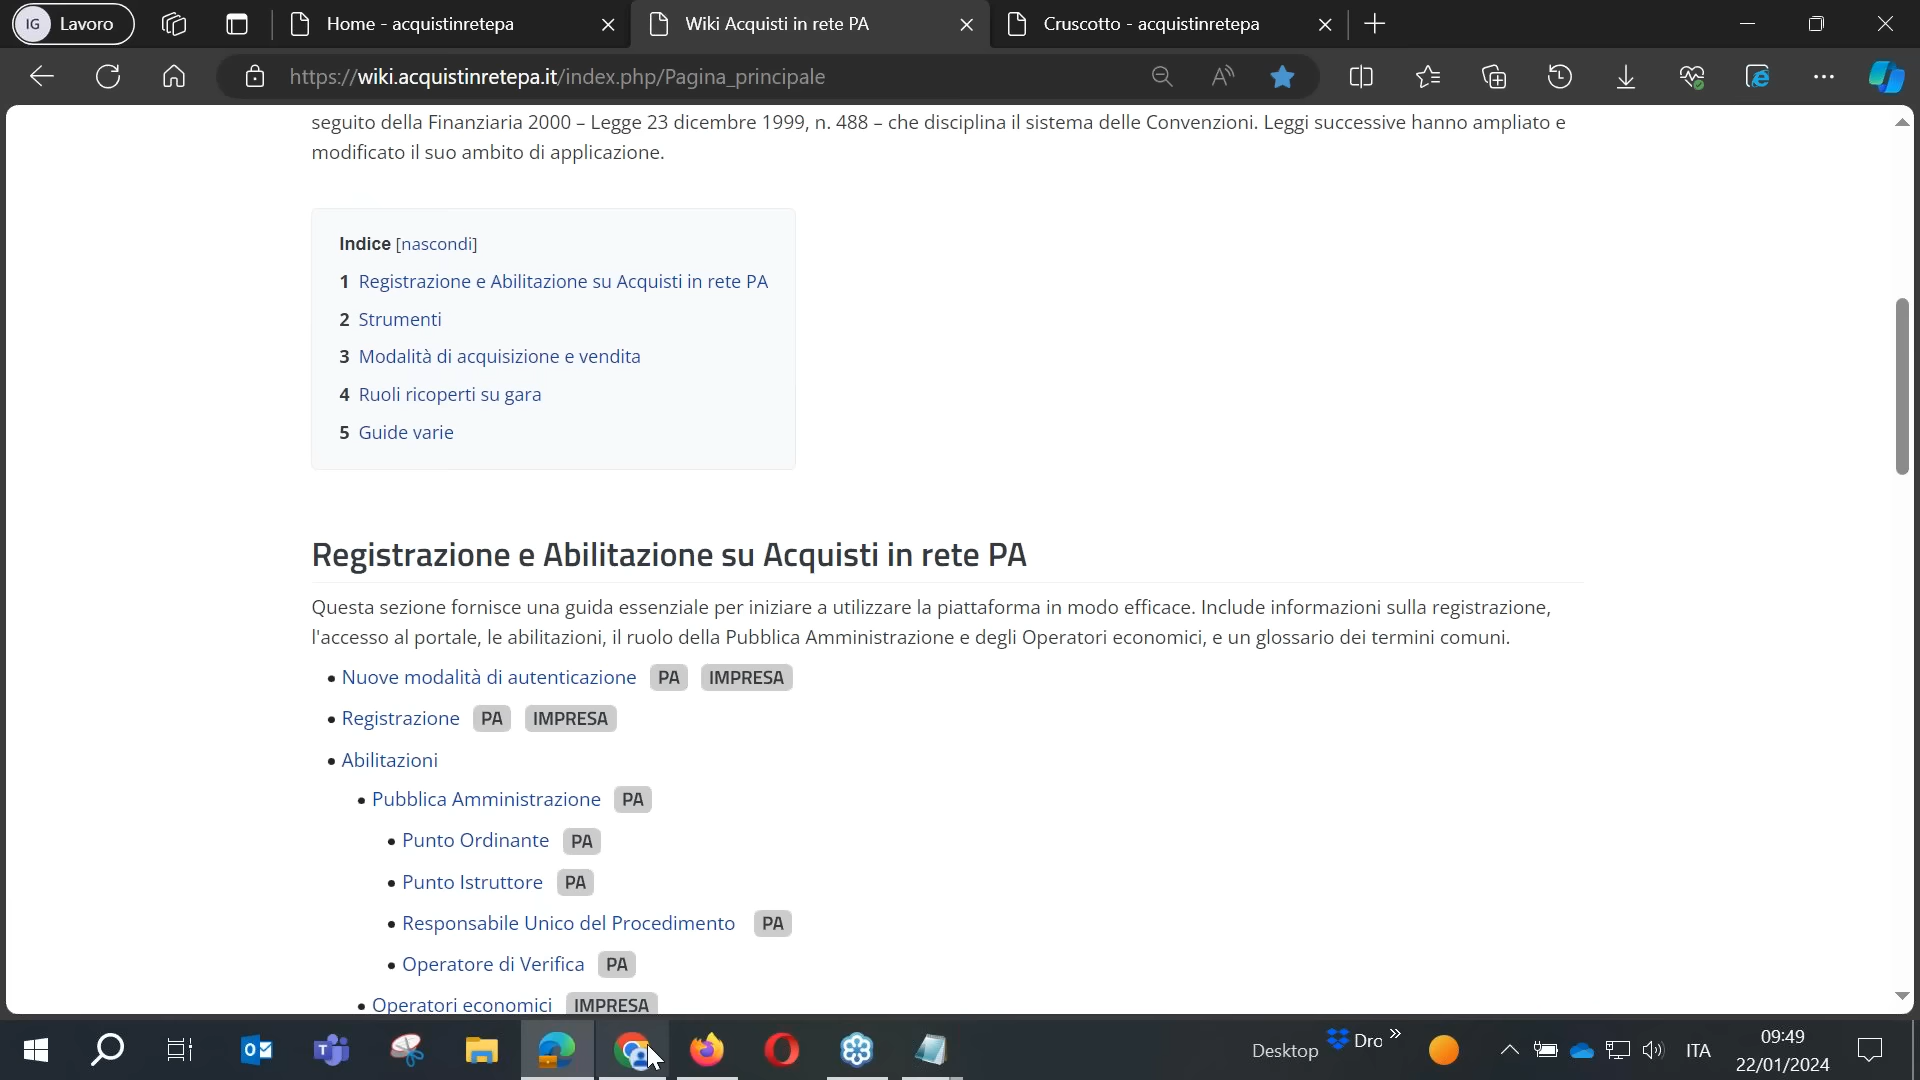 IG Lavoro
Home - acquistinretepa
Wiki Acquisti in rete PA
Cruscotto - acquistinretepa
https://wiki.acquistinretepa.it/index.php/Pagina_principale
seguito della Finanziaria 2000 – Legge 23 dicembre 1999, n. 488 – che disciplina il sistema delle Convenzioni. Leggi successive hanno ampliato e
modificato il suo ambito di applicazione.
Indice [nascondi]
1 Registrazione e Abilitazione su Acquisti in rete PA
2 Strumenti
3 Modalità di acquisizione e vendita
4 Ruoli ricoperti su gara
5 Guide varie
Registrazione e Abilitazione su Acquisti in rete PA
Questa sezione fornisce una guida essenziale per iniziare a utilizzare la piattaforma in modo efficace. Include informazioni sulla registrazione,
l'accesso al portale, le abilitazioni, il ruolo della Pubblica Amministrazione e degli Operatori economici, e un glossario dei termini comuni.
• Nuove modalità di autenticazione PA IMPRESA
• Registrazione PA IMPRESA
• Abilitazioni
• Pubblica Amministrazione PA
• Punto Ordinante PA
• Punto Istruttore PA
• Responsabile Unico del Procedimento PA
• Operatore di Verifica PA
• Operatori economici IMPRESA
Desktop
Dro
»
ITA
09:49
22/01/2024